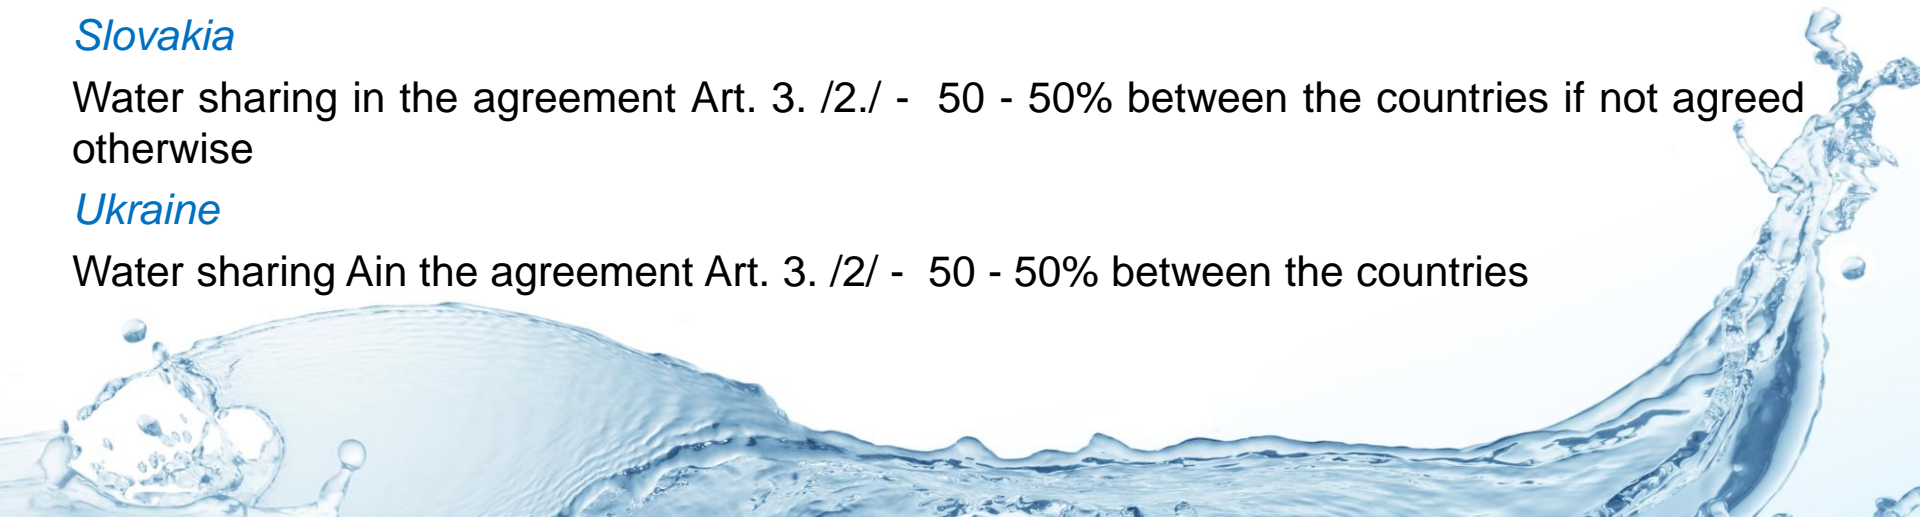 Slovakia
Water sharing in the agreement Art. 3. /2./ - 50 - 50% between the countries if not agreed
otherwise
Ukraine
Water sharing Ain the agreement Art. 3. /2/ - 50 - 50% between the countries